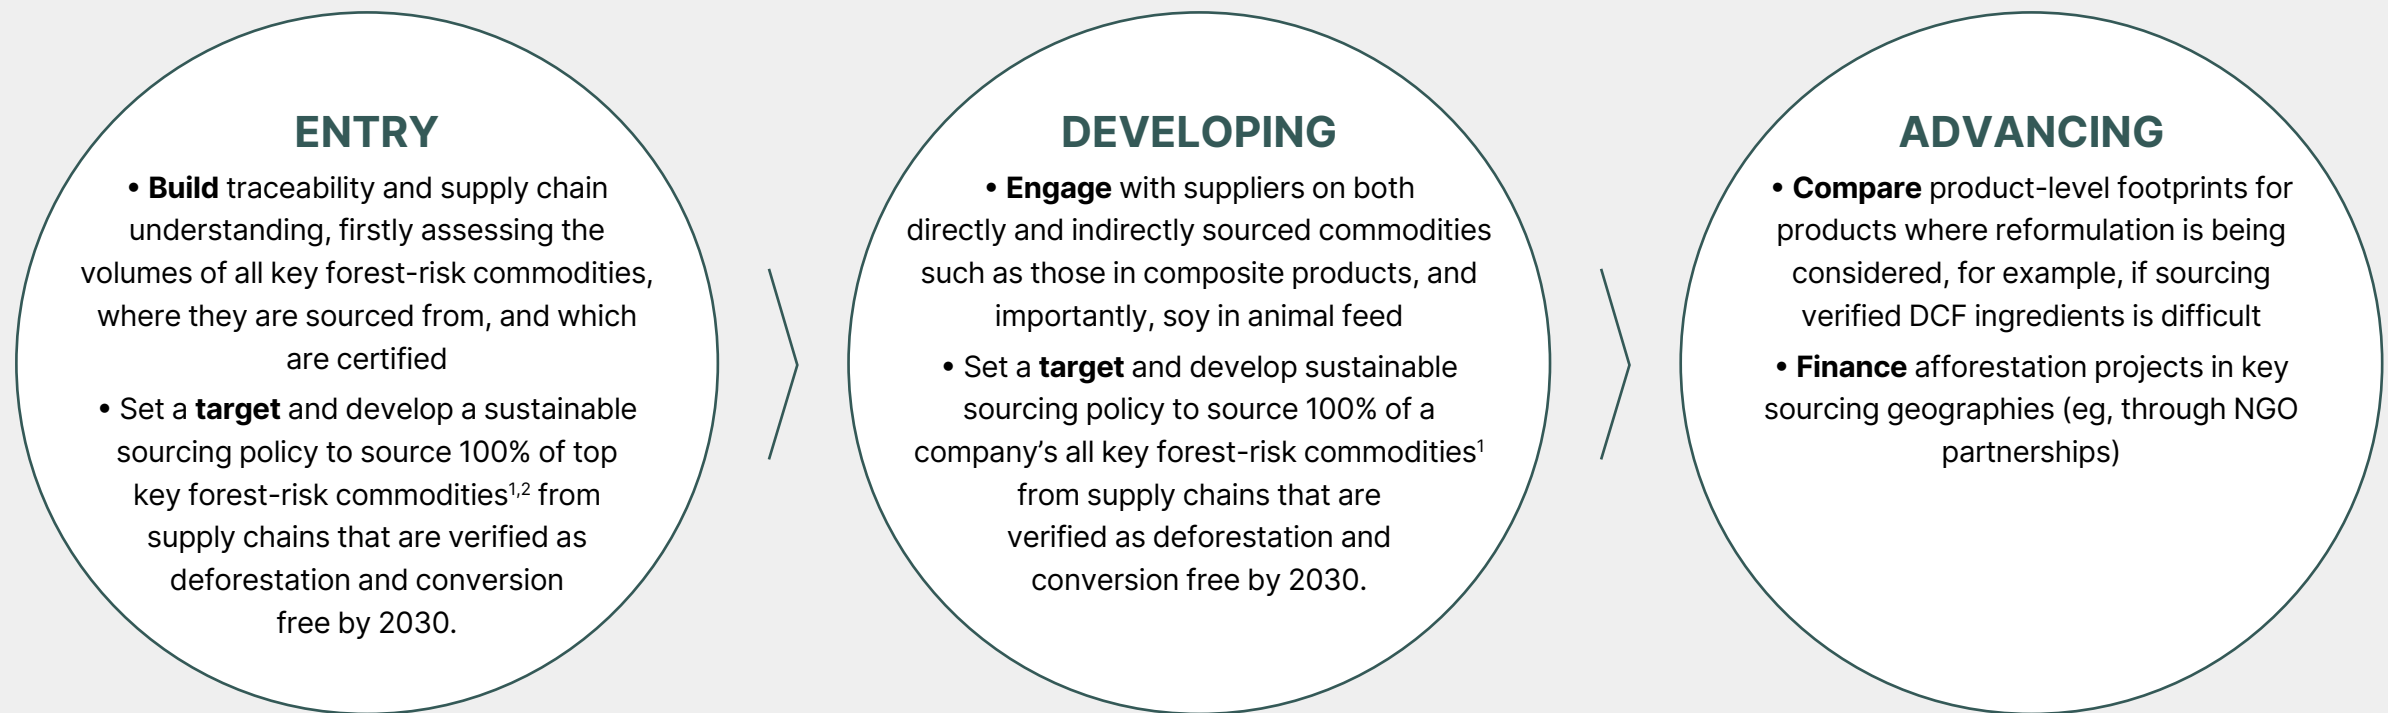 ENTRY
• Build traceability and supply chain
understanding, firstly assessing the
volumes of all key forest-risk commodities,
where they are sourced from, and which
are certified
• Set a target and develop a sustainable
sourcing policy to source 100% of top
key forest-risk commodities1,2 from
supply chains that are verified as
deforestation and conversion
free by 2030.
DEVELOPING
• Engage with suppliers on both
directly and indirectly sourced commodities
such as those in composite products, and
importantly, soy in animal feed
• Set a target and develop sustainable
sourcing policy to source 100% of a
company’s all key forest-risk commodities1
from supply chains that are
verified as deforestation and
conversion free by 2030.
ADVANCING
• Compare product-level footprints for
products where reformulation is being
considered, for example, if sourcing
verified DCF ingredients is difficult
• Finance afforestation projects in key
sourcing geographies (eg, through NGO
partnerships)